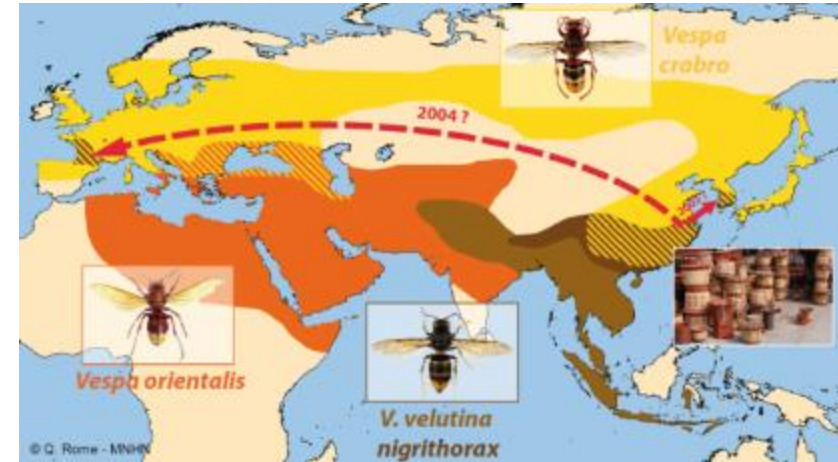 Vespa
crabro
2004 ?
Vespa orientalis
V. velutina
nigrithorax
© Q. Rome - MNHN